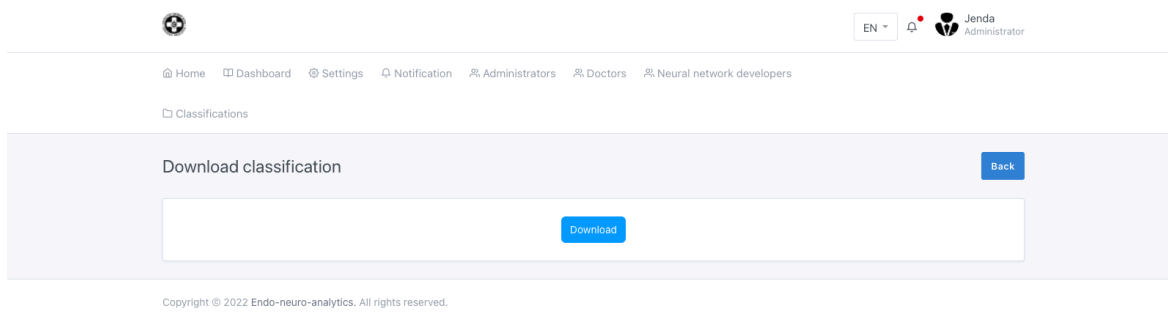 EN
Jenda
Administrator
Home Dashboard Settings Notification Administrators Doctors Neural network developers
Classifications
Download classification
Back
Download
Copyright © 2022 Endo-neuro-analytics. All rights reserved.